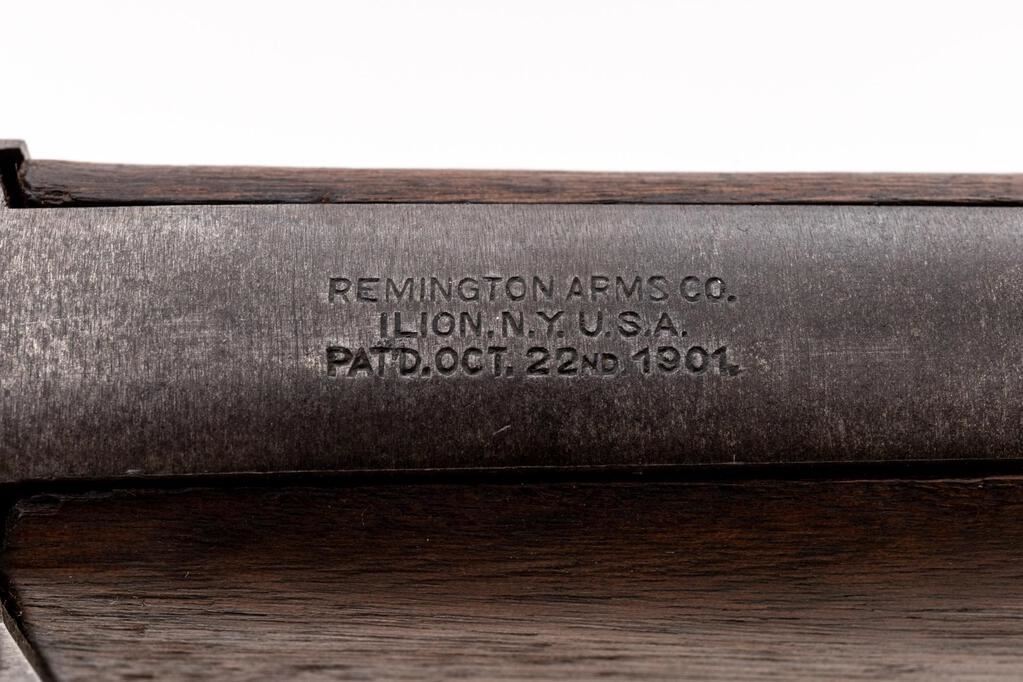 REMINGTON ARMS CO.
ILION. N.Y. U.S.A.
PAT'D. OCT. 22ND 1901.